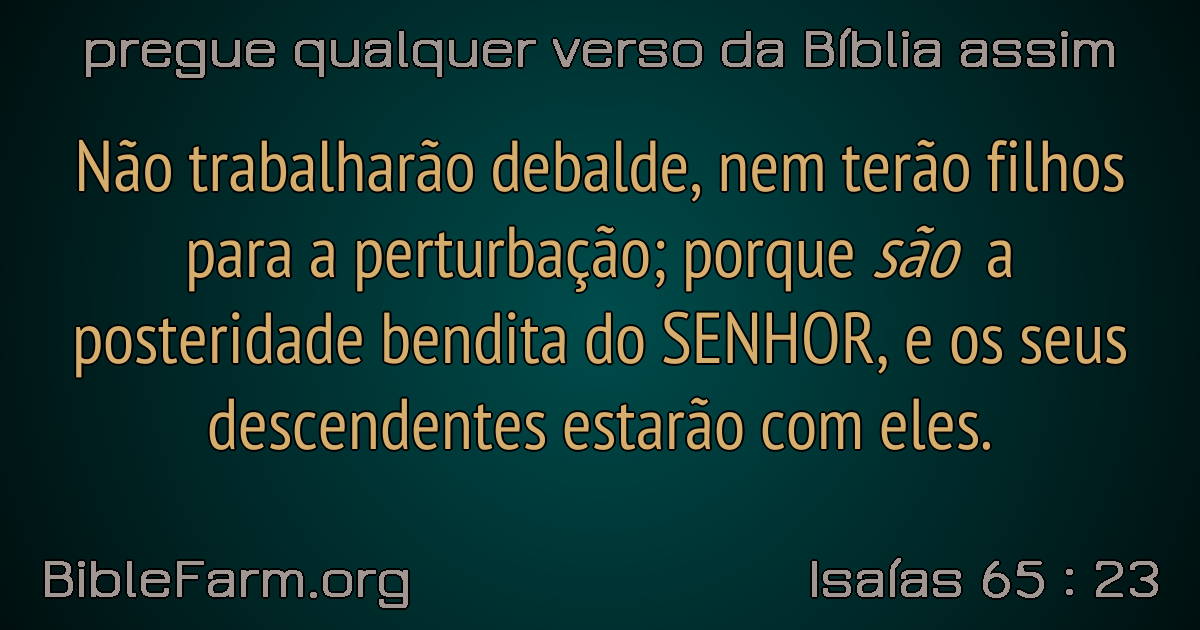 pregue qualquer verso da Bíblia assim
Não trabalharão debalde, nem terão filhos
para a perturbação; porque são a
posteridade bendita do SENHOR, e os seus
descendentes estarão com eles.
BibleFarm.org
Isaías 65 : 23